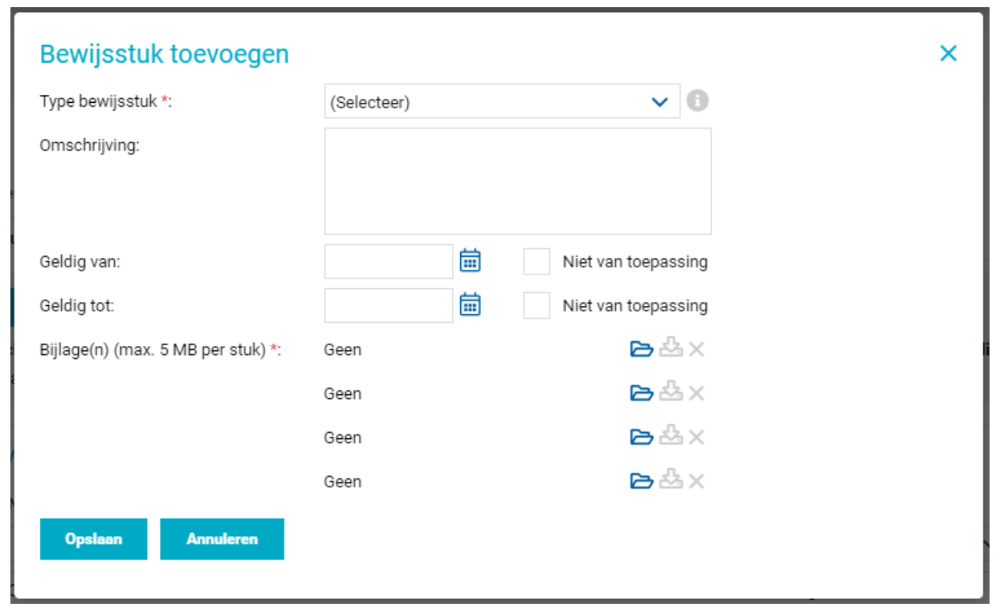 Bewijsstuk toevoegen
Type bewijsstuk *:
(Selecteer)
Omschrijving:
Geldig van:
Niet van toepassing
Geldig tot:
Niet van toepassing
Bijlage(n) (max. 5 MB per stuk) *:
Geen
Geen
Geen
Geen
Opslaan
Annuleren